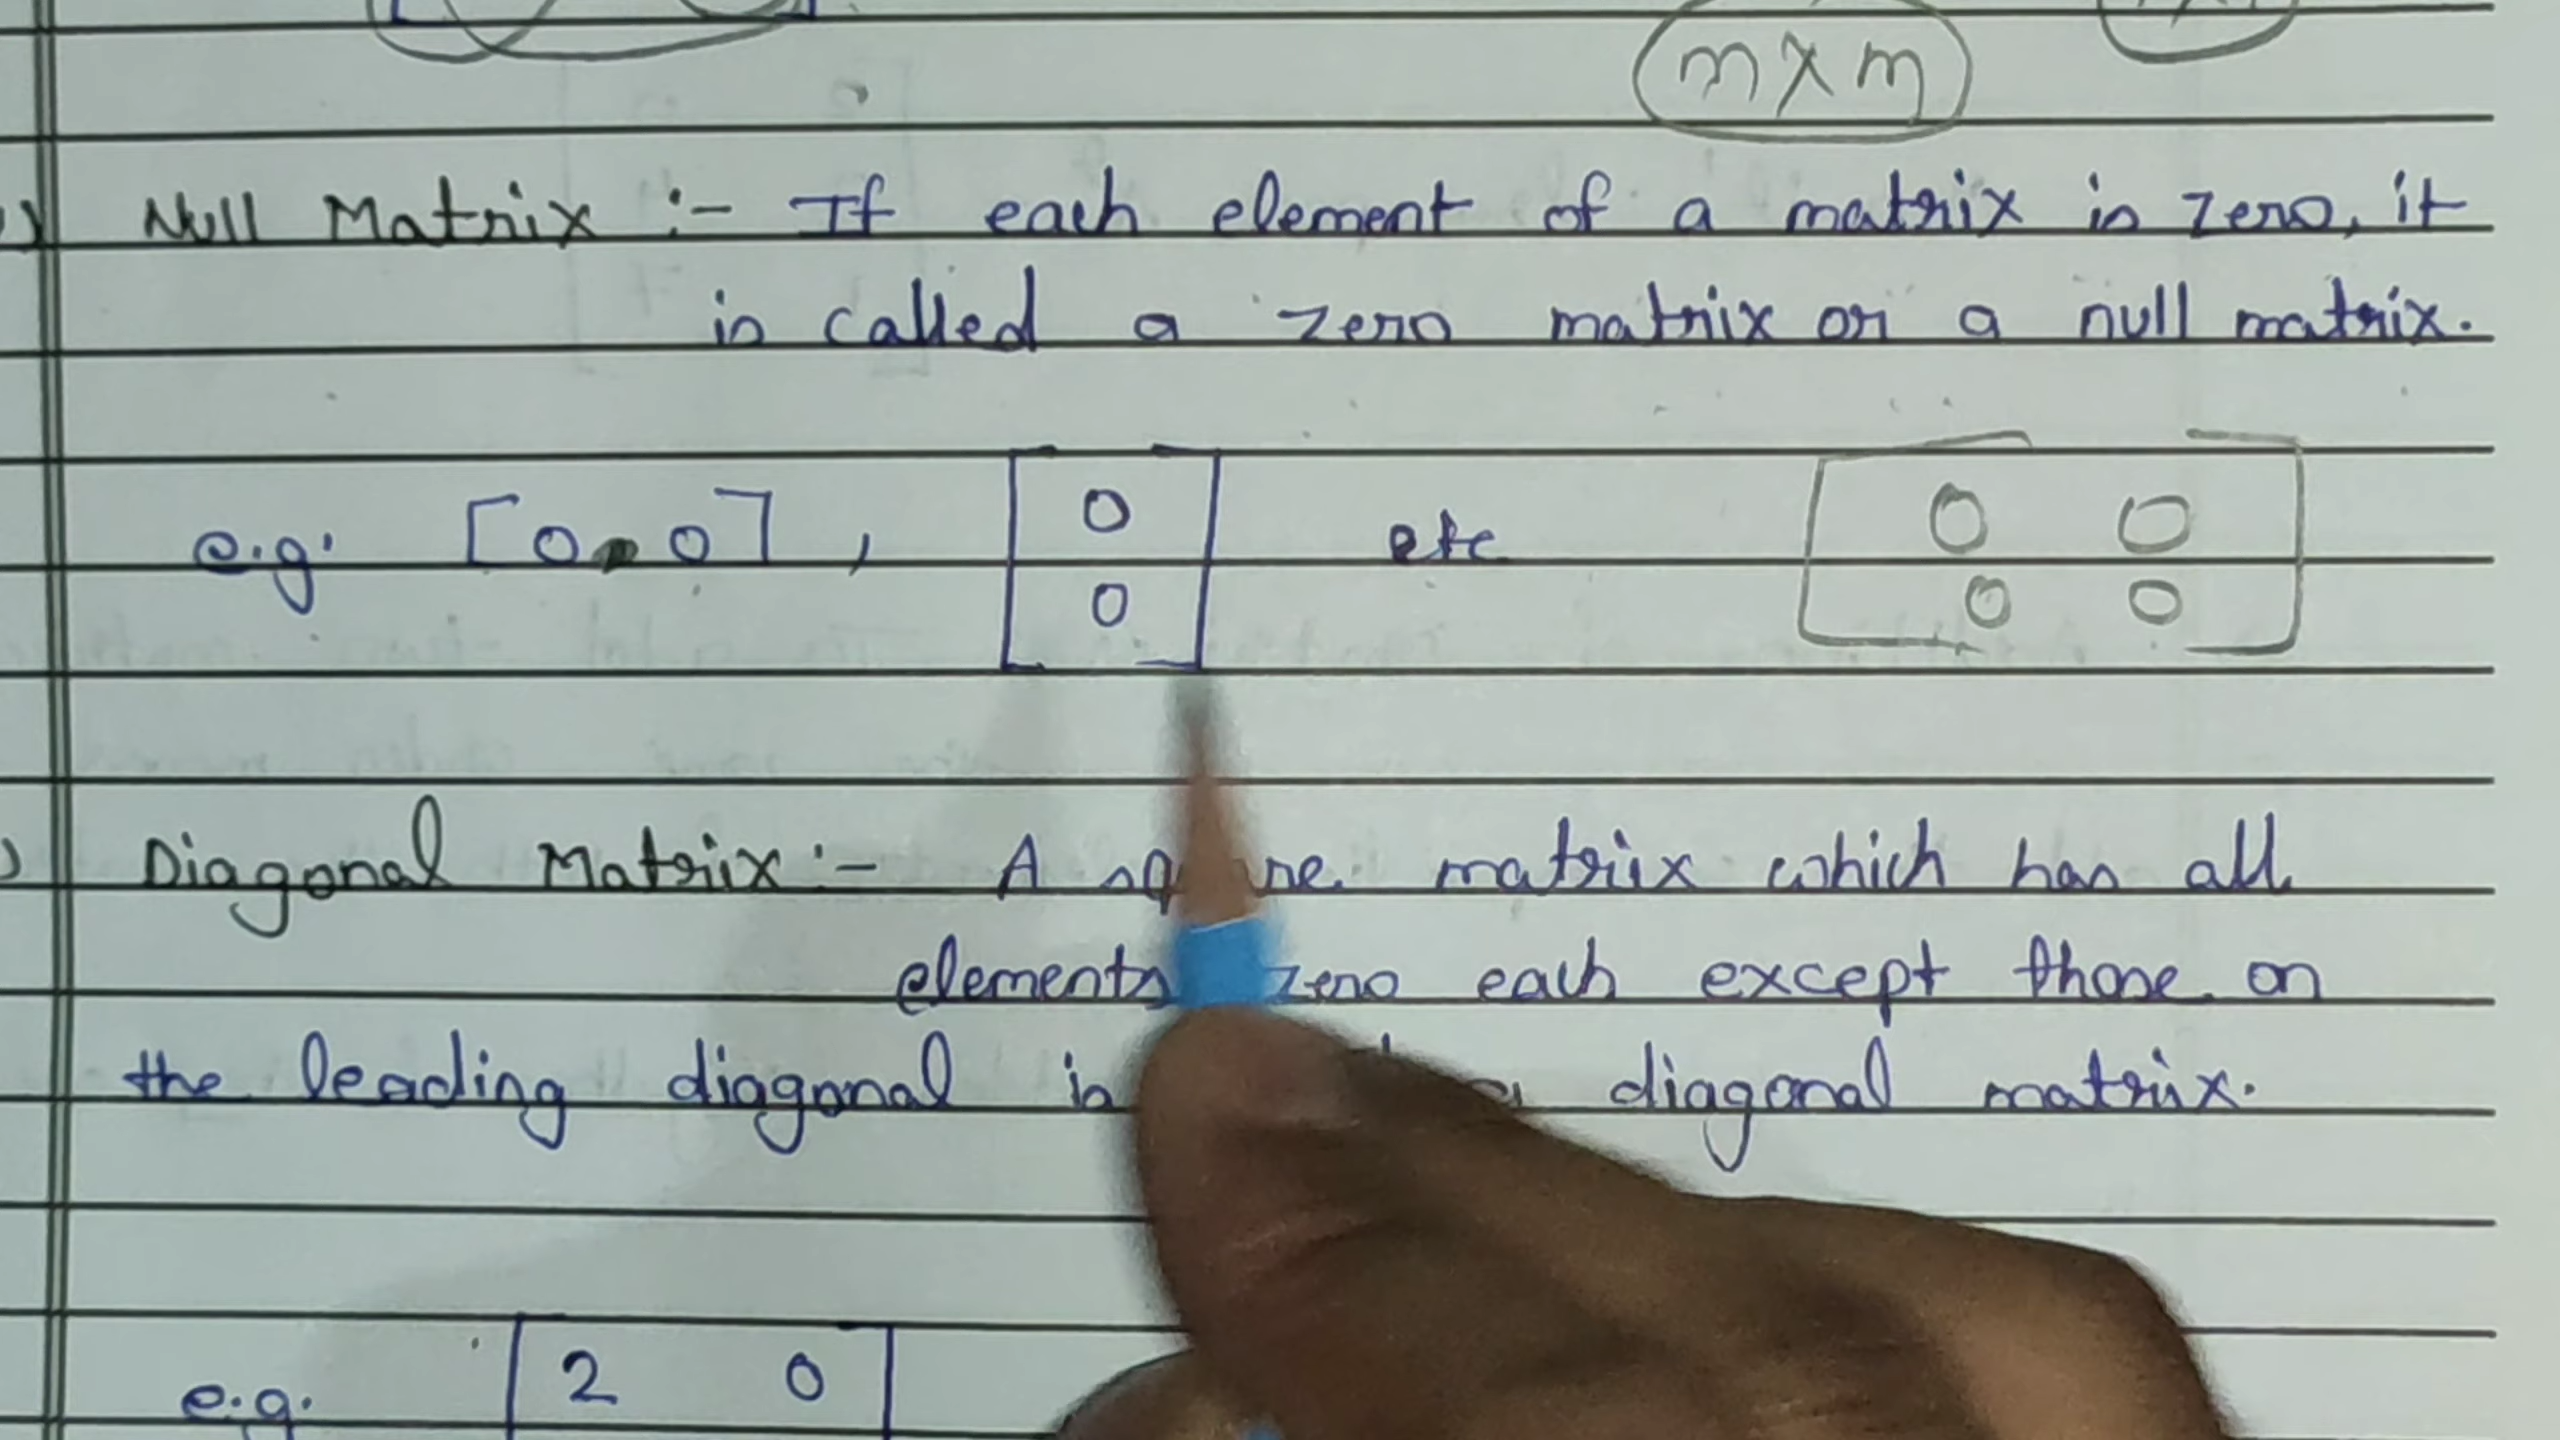 m x m
Null Matrix :- If each element of a matrix is zero, it
is called a zero matrix or a null matrix.
e.g. [0 0] , [0 0] etc [0 0
0 0]
Diagonal Matrix :- A square matrix which has all
elements zero each except those on
the leading diagonal is a diagonal matrix.
e.g. 2 0